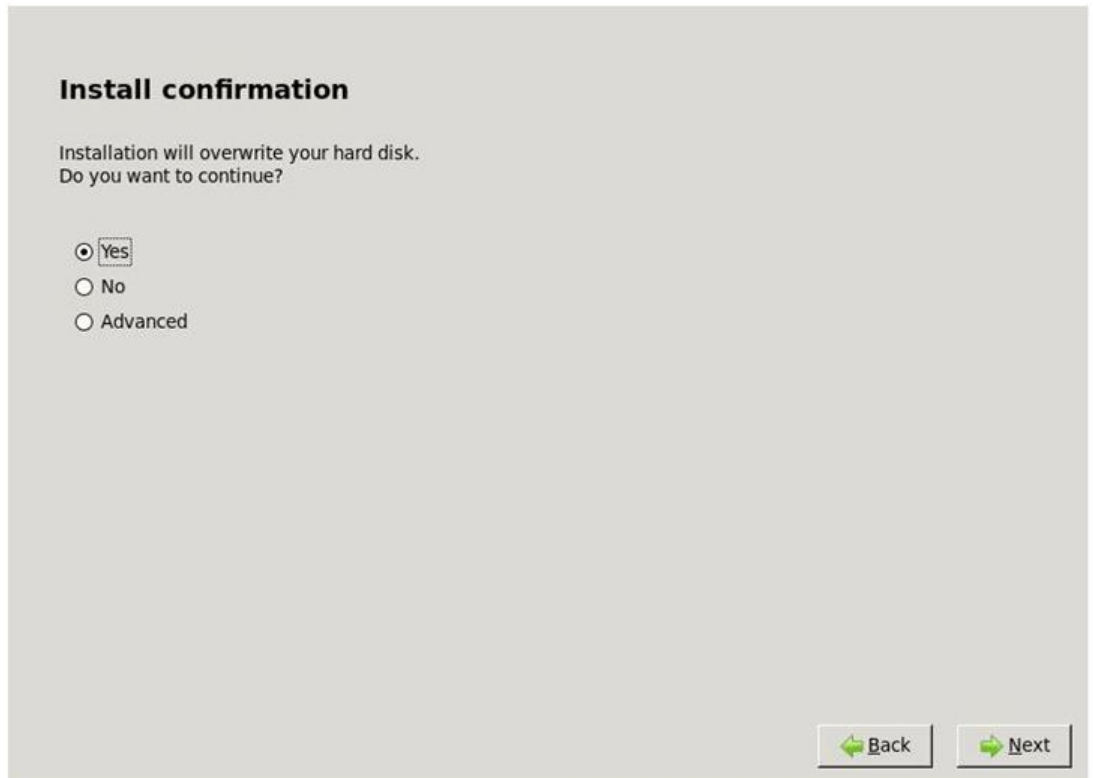 Install confirmation
Installation will overwrite your hard disk.
Do you want to continue?
Yes
No
Advanced
Back
Next